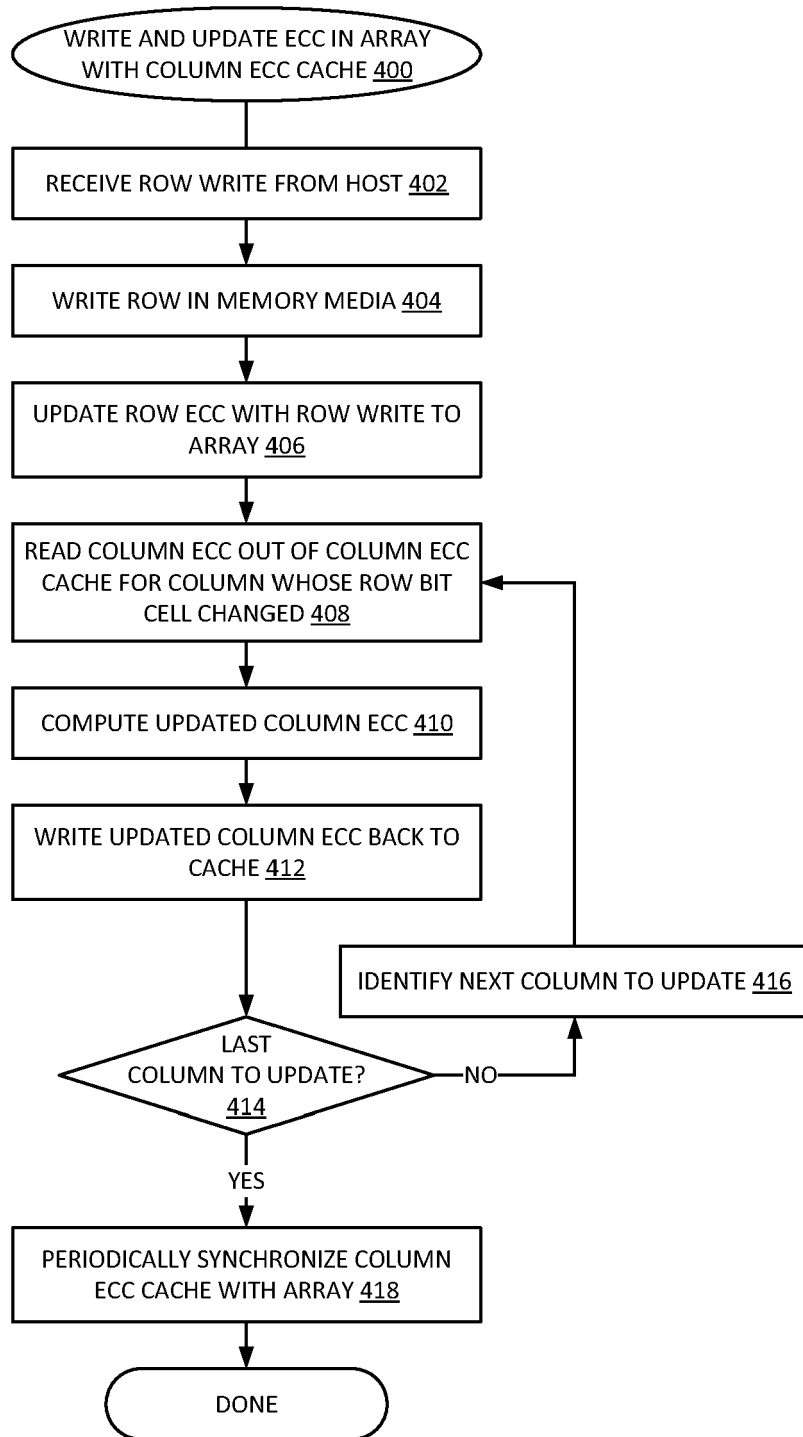 WRITE AND UPDATE ECC IN ARRAY
WITH COLUMN ECC CACHE 400
RECEIVE ROW WRITE FROM HOST 402
WRITE ROW IN MEMORY MEDIA 404
UPDATE ROW ECC WITH ROW WRITE TO
ARRAY 406
READ COLUMN ECC OUT OF COLUMN ECC
CACHE FOR COLUMN WHOSE ROW BIT
CELL CHANGED 408
COMPUTE UPDATED COLUMN ECC 410
WRITE UPDATED COLUMN ECC BACK TO
CACHE 412
IDENTIFY NEXT COLUMN TO UPDATE 416
LAST
COLUMN TO UPDATE?
414
NO
YES
PERIODICALLY SYNCHRONIZE COLUMN
ECC CACHE WITH ARRAY 418
DONE